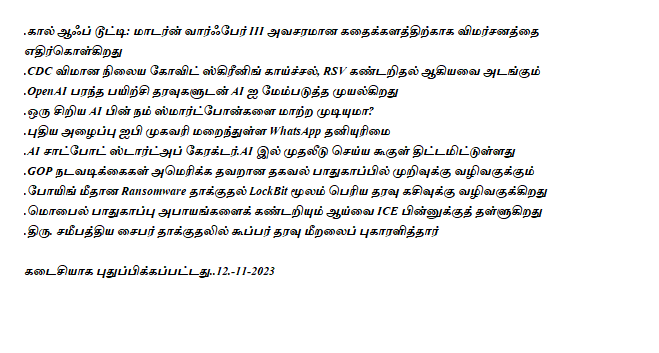 .கால் ஆஃப் டூட்டி: மாடர்ன் வார்ஃபேர் III அவசரமான கதைக்களத்திற்காக விமர்சனத்தை
எதிர்கொள்கிறது
.CDC விமான நிலைய கோவிட் ஸ்கிரீனிங் காய்ச்சல், RSV கண்டறிதல் ஆகியவை அடங்கும்
.OpenAI பரந்த பயிற்சி தரவுகளுடன் AI ஐ மேம்படுத்த முயல்கிறது
.ஒரு சிறிய AI பின் நம் ஸ்மார்ட்போன்களை மாற்ற முடியுமா?
.புதிய அழைப்பு ஐபி முகவரி மறைந்துள்ள WhatsApp தனியுரிமை
.AI சாட்போட் ஸ்டார்ட்அப் கேரக்டர்.AI இல் முதலீடு செய்ய கூகுள் திட்டமிட்டுள்ளது
.GOP நடவடிக்கைகள் அமெரிக்க தவறான தகவல் பாதுகாப்பில் முறிவுக்கு வழிவகுக்கும்
.போயிங் மீதான Ransomware தாக்குதல் LockBit மூலம் பெரிய தரவு கசிவுக்கு வழிவகுக்கிறது
.மொபைல் பாதுகாப்பு அபாயங்களைக் கண்டறியும் ஆய்வை ICE பின்னுக்குத் தள்ளுகிறது
.திரு. சமீபத்திய சைபர் தாக்குதலில் கூப்பர் தரவு மீறலைப் புகாரளித்தார்
கடைசியாக புதுப்பிக்கப்பட்டது..12.-11-2023